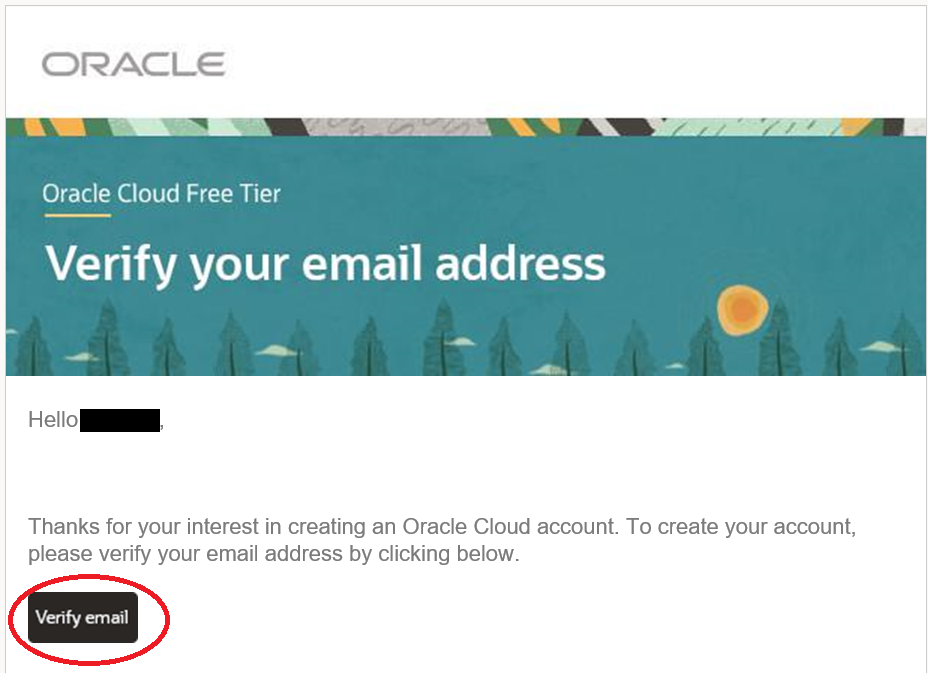 ORACLE
Oracle Cloud Free Tier
Verify your email address
Hello ,
Thanks for your interest in creating an Oracle Cloud account. To create your account,
please verify your email address by clicking below.
Verify email